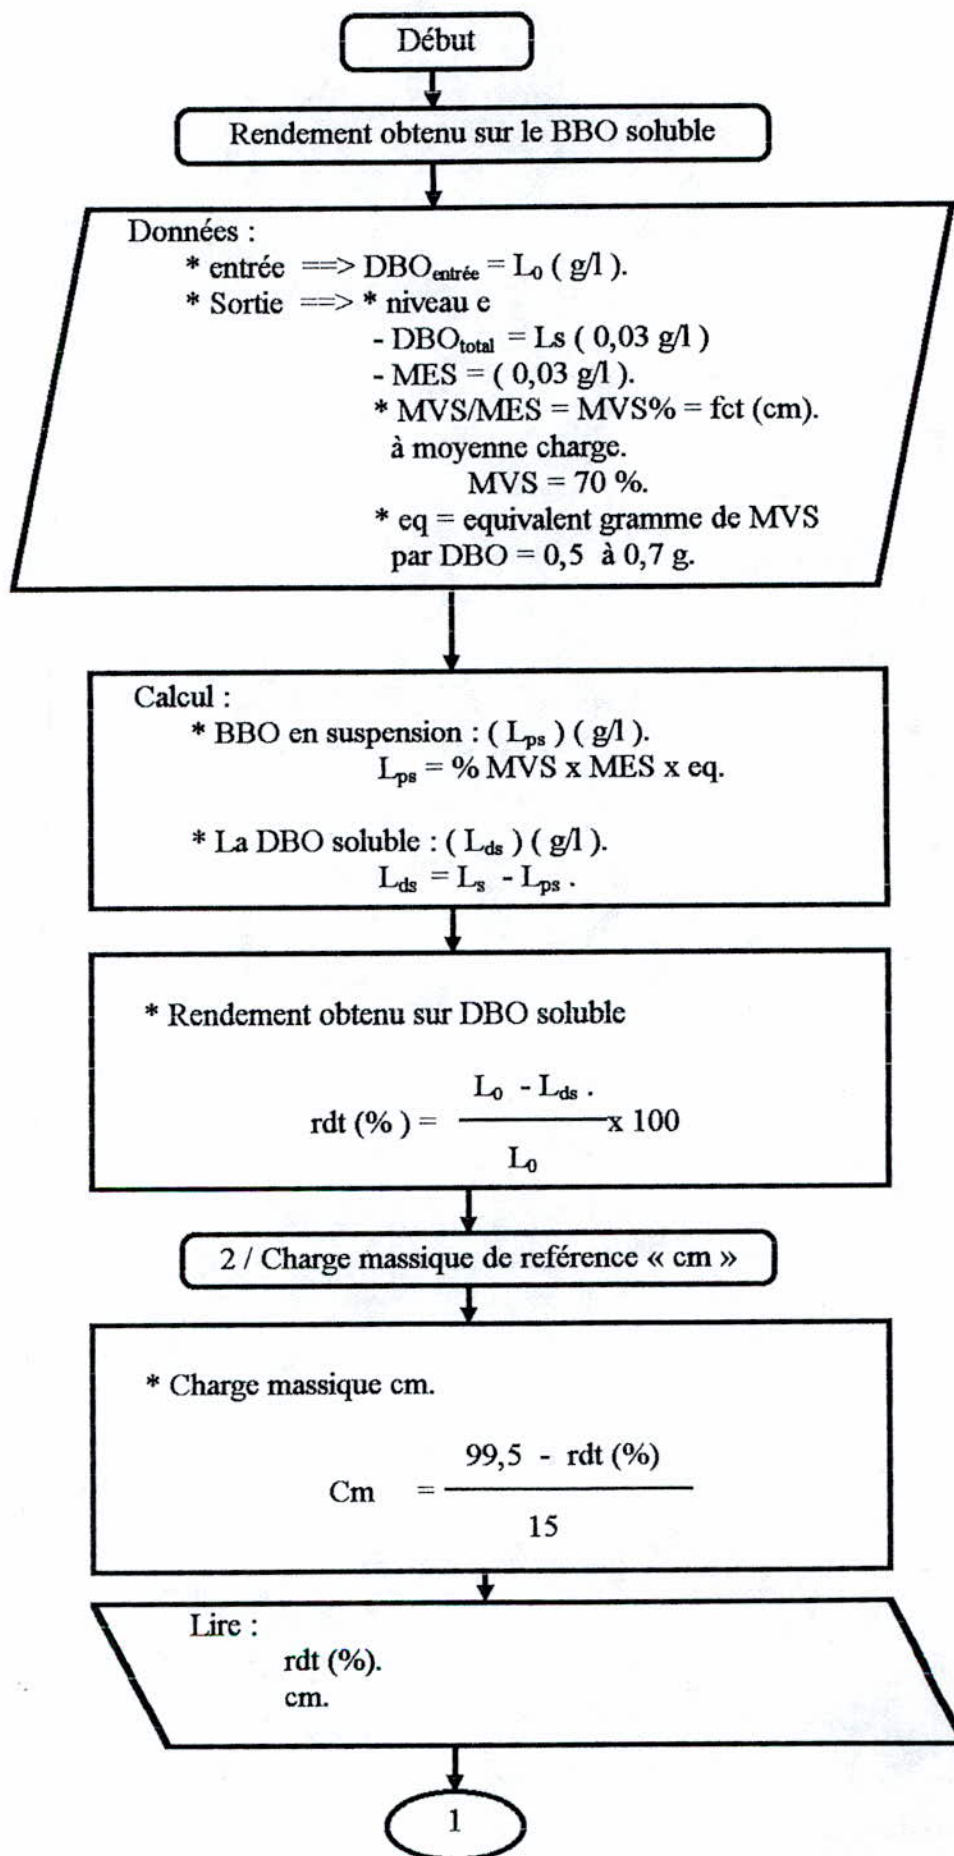 Début
Rendement obtenu sur le BBO soluble
Données :
* entrée ==> DBOentrée = L0 ( g/l ).
* Sortie ==> * niveau e
- DBOtotal = Ls ( 0,03 g/l )
- MES = ( 0,03 g/l ).
* MVS/MES = MVS% = fct (cm).
à moyenne charge.
MVS = 70 %.
* eq = equivalent gramme de MVS
par DBO = 0,5 à 0,7 g.
Calcul :
* BBO en suspension : ( Lps ) ( g/l ).
Lps = % MVS x MES x eq.
* La DBO soluble : ( Lds ) ( g/l ).
Lds = Ls - Lps .
* Rendement obtenu sur DBO soluble
L0 - Lds .
rdt (% ) = x 100
L0
2 / Charge massique de reférence « cm »
* Charge massique cm.
99,5 - rdt (%)
Cm =
15
Lire :
rdt (%).
cm.
1